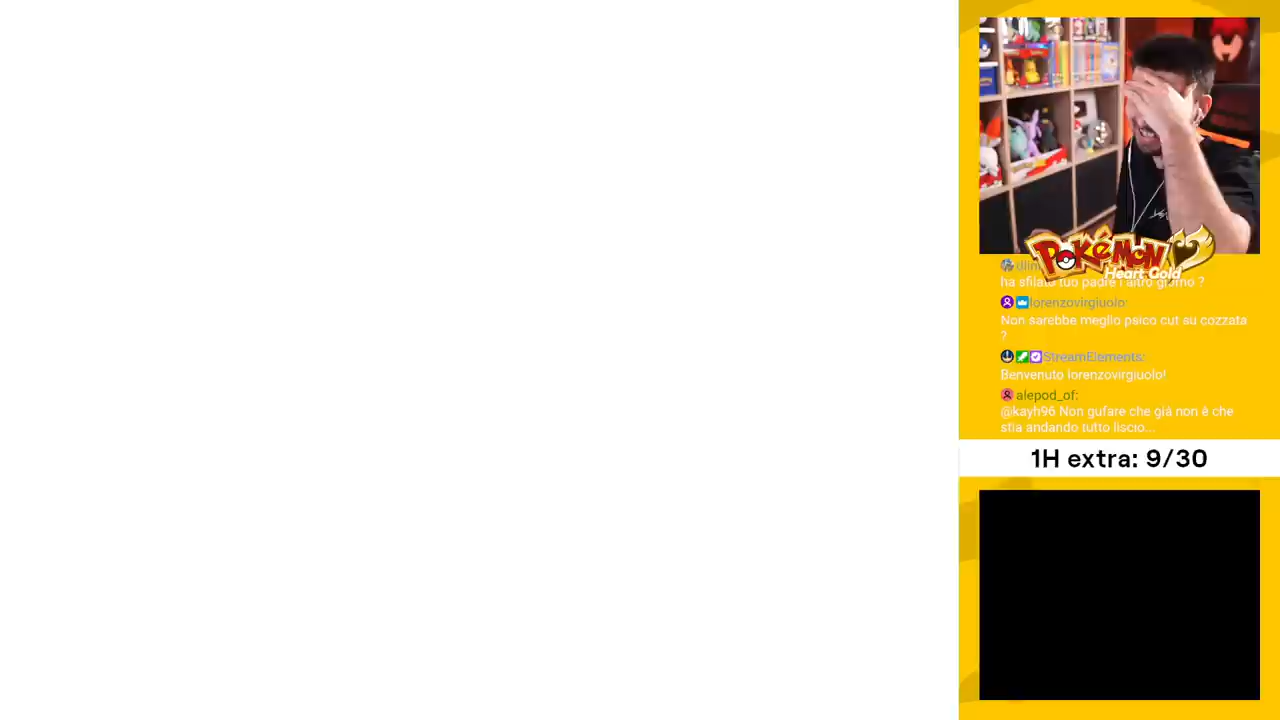 POKÉMON
Heart Gold
ha sfilato tuo padre l'altro giorno ?
lorenzovirgiuolo:
Non sarebbe meglio psico cut su cozzata
?
StreamElements:
Benvenuto lorenzovirgiuolo!
alepod_of:
@kayh96 Non gufare che già non è che
stia andando tutto liscio...
1H extra: 9/30